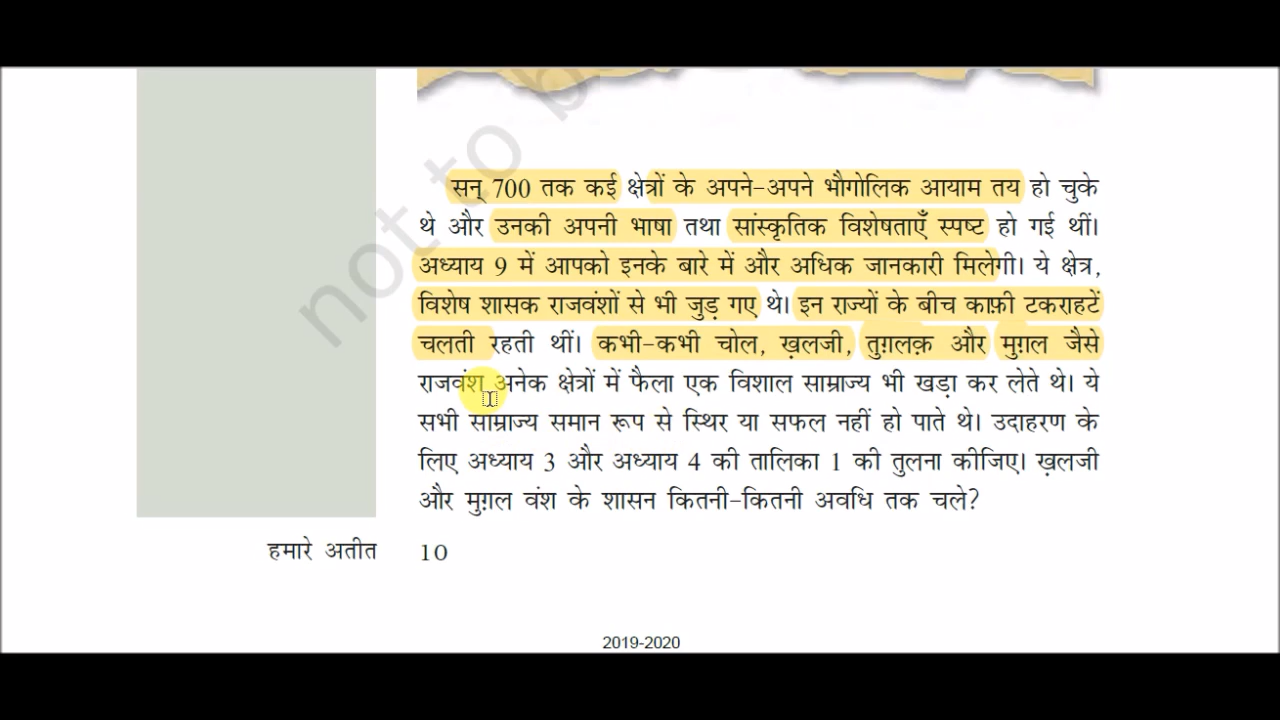 not to b
सन् 700 तक कई क्षेत्रों के अपने-अपने भौगोलिक आयाम तय हो चुके
थे और उनकी अपनी भाषा तथा सांस्कृतिक विशेषताएँ स्पष्ट हो गई थीं।
अध्याय 9 में आपको इनके बारे में और अधिक जानकारी मिलेगी। ये क्षेत्र,
विशेष शासक राजवंशों से भी जुड़ गए थे। इन राज्यों के बीच काफ़ी टकराहटें
चलती रहती थीं। कभी-कभी चोल, ख़लजी, तुग़लक़ और मुग़ल जैसे
राजवंश अनेक क्षेत्रों में फैला एक विशाल साम्राज्य भी खड़ा कर लेते थे। ये
सभी साम्राज्य समान रूप से स्थिर या सफल नहीं हो पाते थे। उदाहरण के
लिए अध्याय 3 और अध्याय 4 की तालिका 1 की तुलना कीजिए। ख़लजी
और मुग़ल वंश के शासन कितनी-कितनी अवधि तक चले?
हमारे अतीत 10
2019-2020